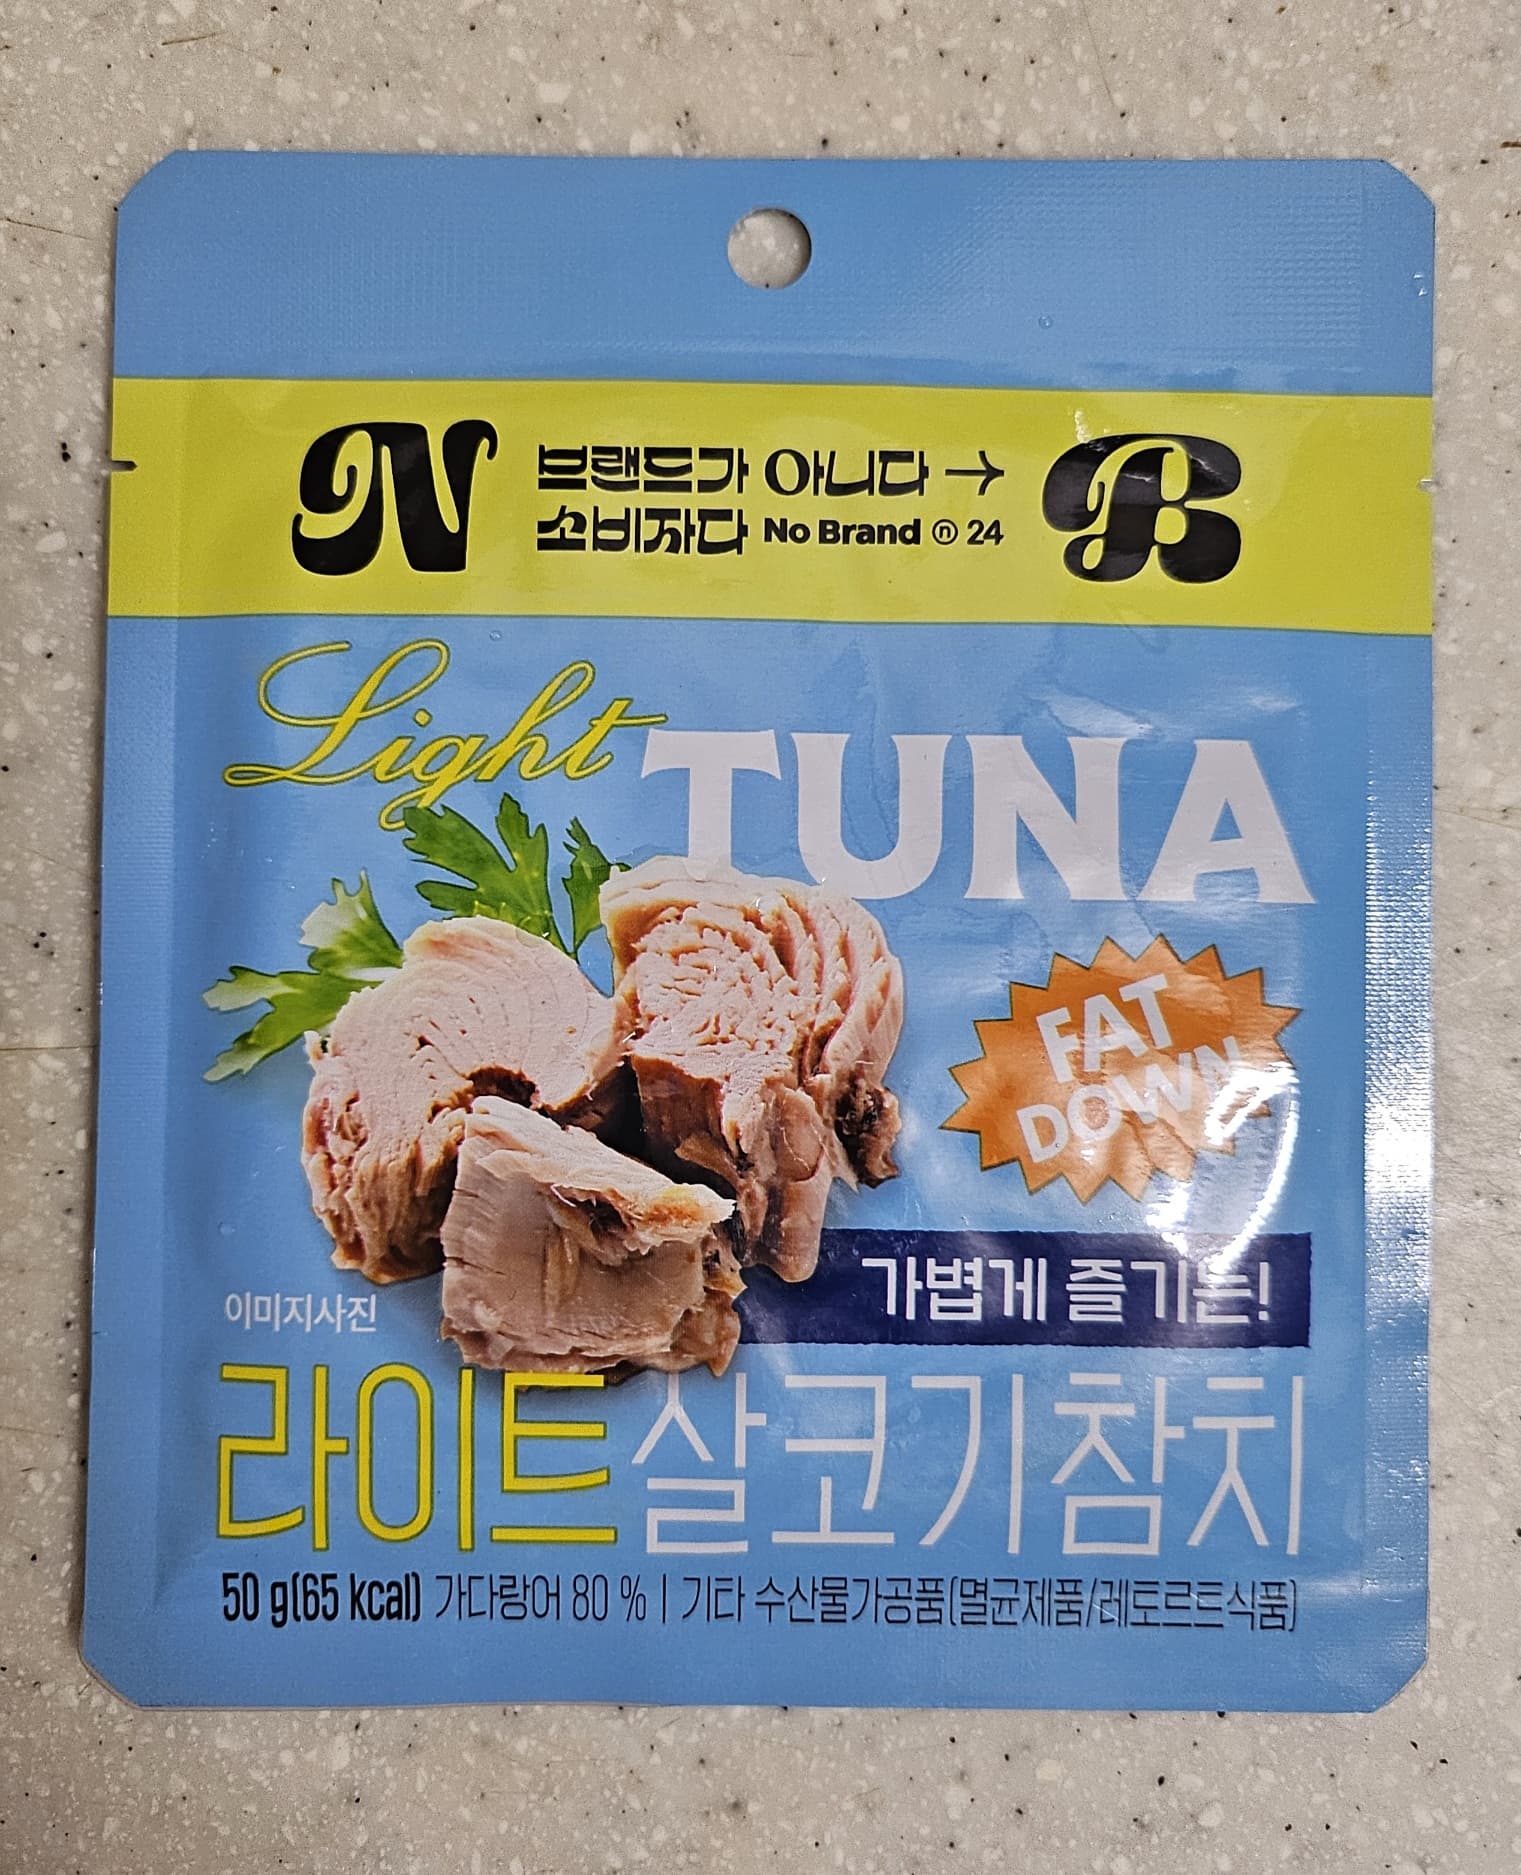 N 브랜드가 아니다 → B
소비자다 No Brand ⓝ 24
Light TUNA
FAT
DOWN
가볍게 즐기는!
이미지사진
라이트살코기참치
50 g(65 kcal) 가다랑어 80 % | 기타 수산물가공품(멸균제품/레토르트식품)